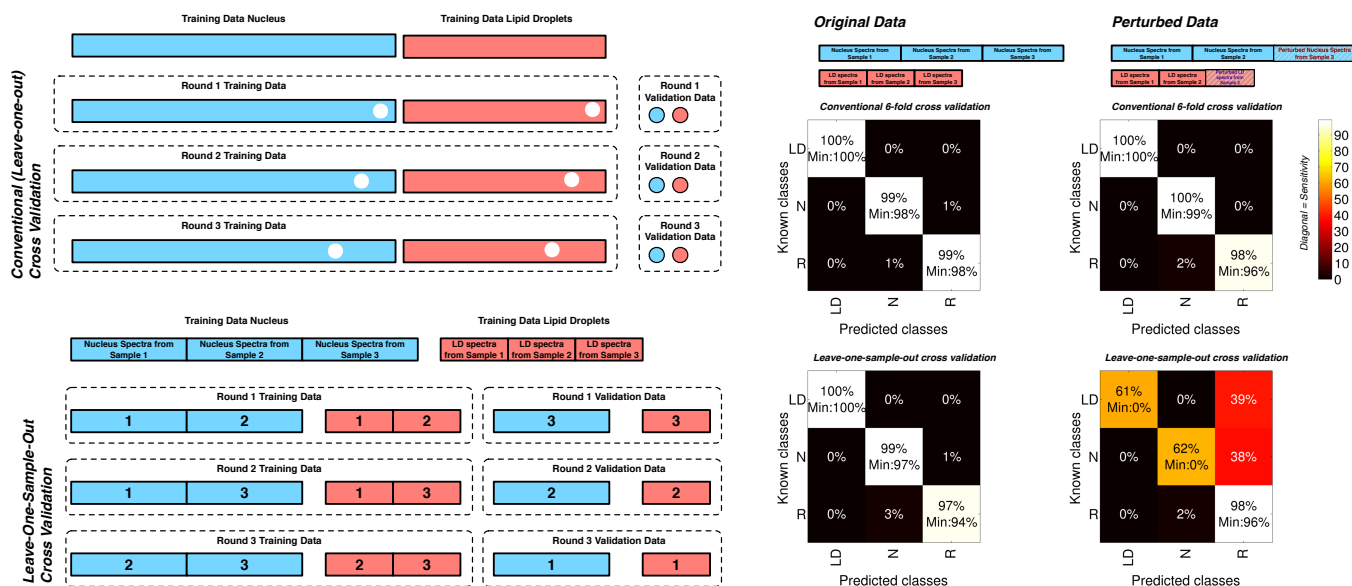 Training Data Nucleus
Training Data Lipid Droplets
Conventional (Leave-one-out)
Cross Validation
Round 1 Training Data
Round 1
Validation Data
Round 2 Training Data
Round 2
Validation Data
Round 3 Training Data
Round 3
Validation Data
Training Data Nucleus
Training Data Lipid Droplets
Nucleus Spectra from
Sample 1
Nucleus Spectra from
Sample 2
Nucleus Spectra from
Sample 3
LD spectra
from Sample 1
LD spectra
from Sample 2
LD spectra
from Sample 3
Leave-One-Sample-Out
Cross Validation
Round 1 Training Data
1
2
1
2
Round 1 Validation Data
3
3
Round 2 Training Data
1
3
1
3
Round 2 Validation Data
2
2
Round 3 Training Data
2
3
2
3
Round 3 Validation Data
1
1
Original Data
Nucleus Spectra from
Sample 1
Nucleus Spectra from
Sample 2
Nucleus Spectra from
Sample 3
LD spectra
from Sample 1
LD spectra
from Sample 2
LD spectra
from Sample 3
Conventional 6-fold cross validation
Known classes
LD
100%
Min:100%
0%
0%
N
0%
99%
Min:98%
1%
R
0%
1%
99%
Min:98%
LD
N
R
Predicted classes
Leave-one-sample-out cross validation
Known classes
LD
100%
Min:100%
0%
0%
N
0%
99%
Min:97%
1%
R
0%
3%
97%
Min:94%
LD
N
R
Predicted classes
Perturbed Data
Nucleus Spectra from
Sample 1
Nucleus Spectra from
Sample 2
Perturbed Nucleus Spectra
from Sample 3
LD spectra
from Sample 1
LD spectra
from Sample 2
Perturbed LD
spectra from
Sample 3
Conventional 6-fold cross validation
Known classes
LD
100%
Min:100%
0%
0%
N
0%
100%
Min:99%
0%
R
0%
2%
98%
Min:96%
LD
N
R
Predicted classes
Diagonal = Sensitivity
90
80
70
60
50
40
30
20
10
0
Leave-one-sample-out cross validation
Known classes
LD
61%
Min:0%
0%
39%
N
0%
62%
Min:0%
38%
R
0%
2%
98%
Min:96%
LD
N
R
Predicted classes